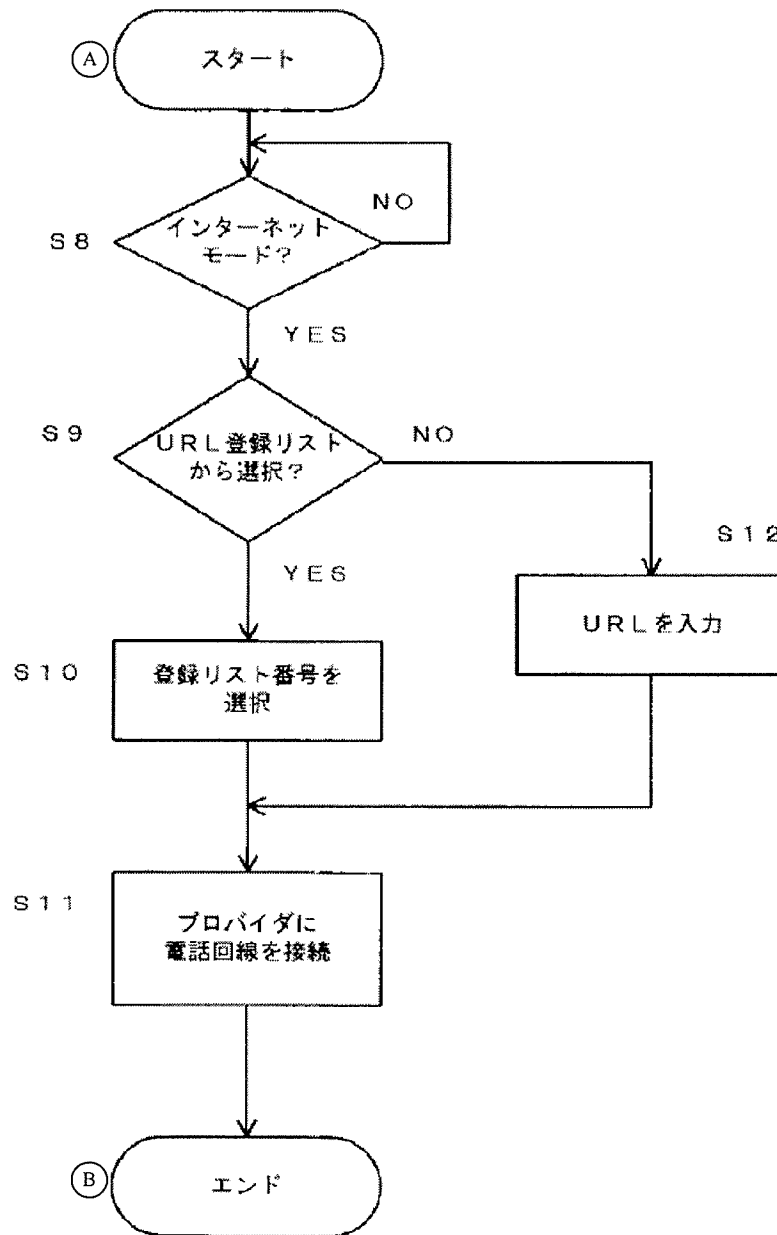 A
スタート
NO
S8
インターネット
モード?
YES
S9
URL登録リスト
から選択?
NO
S12
YES
URLを入力
S10
登録リスト番号を
選択
S11
プロバイダに
電話回線を接続
B
エンド